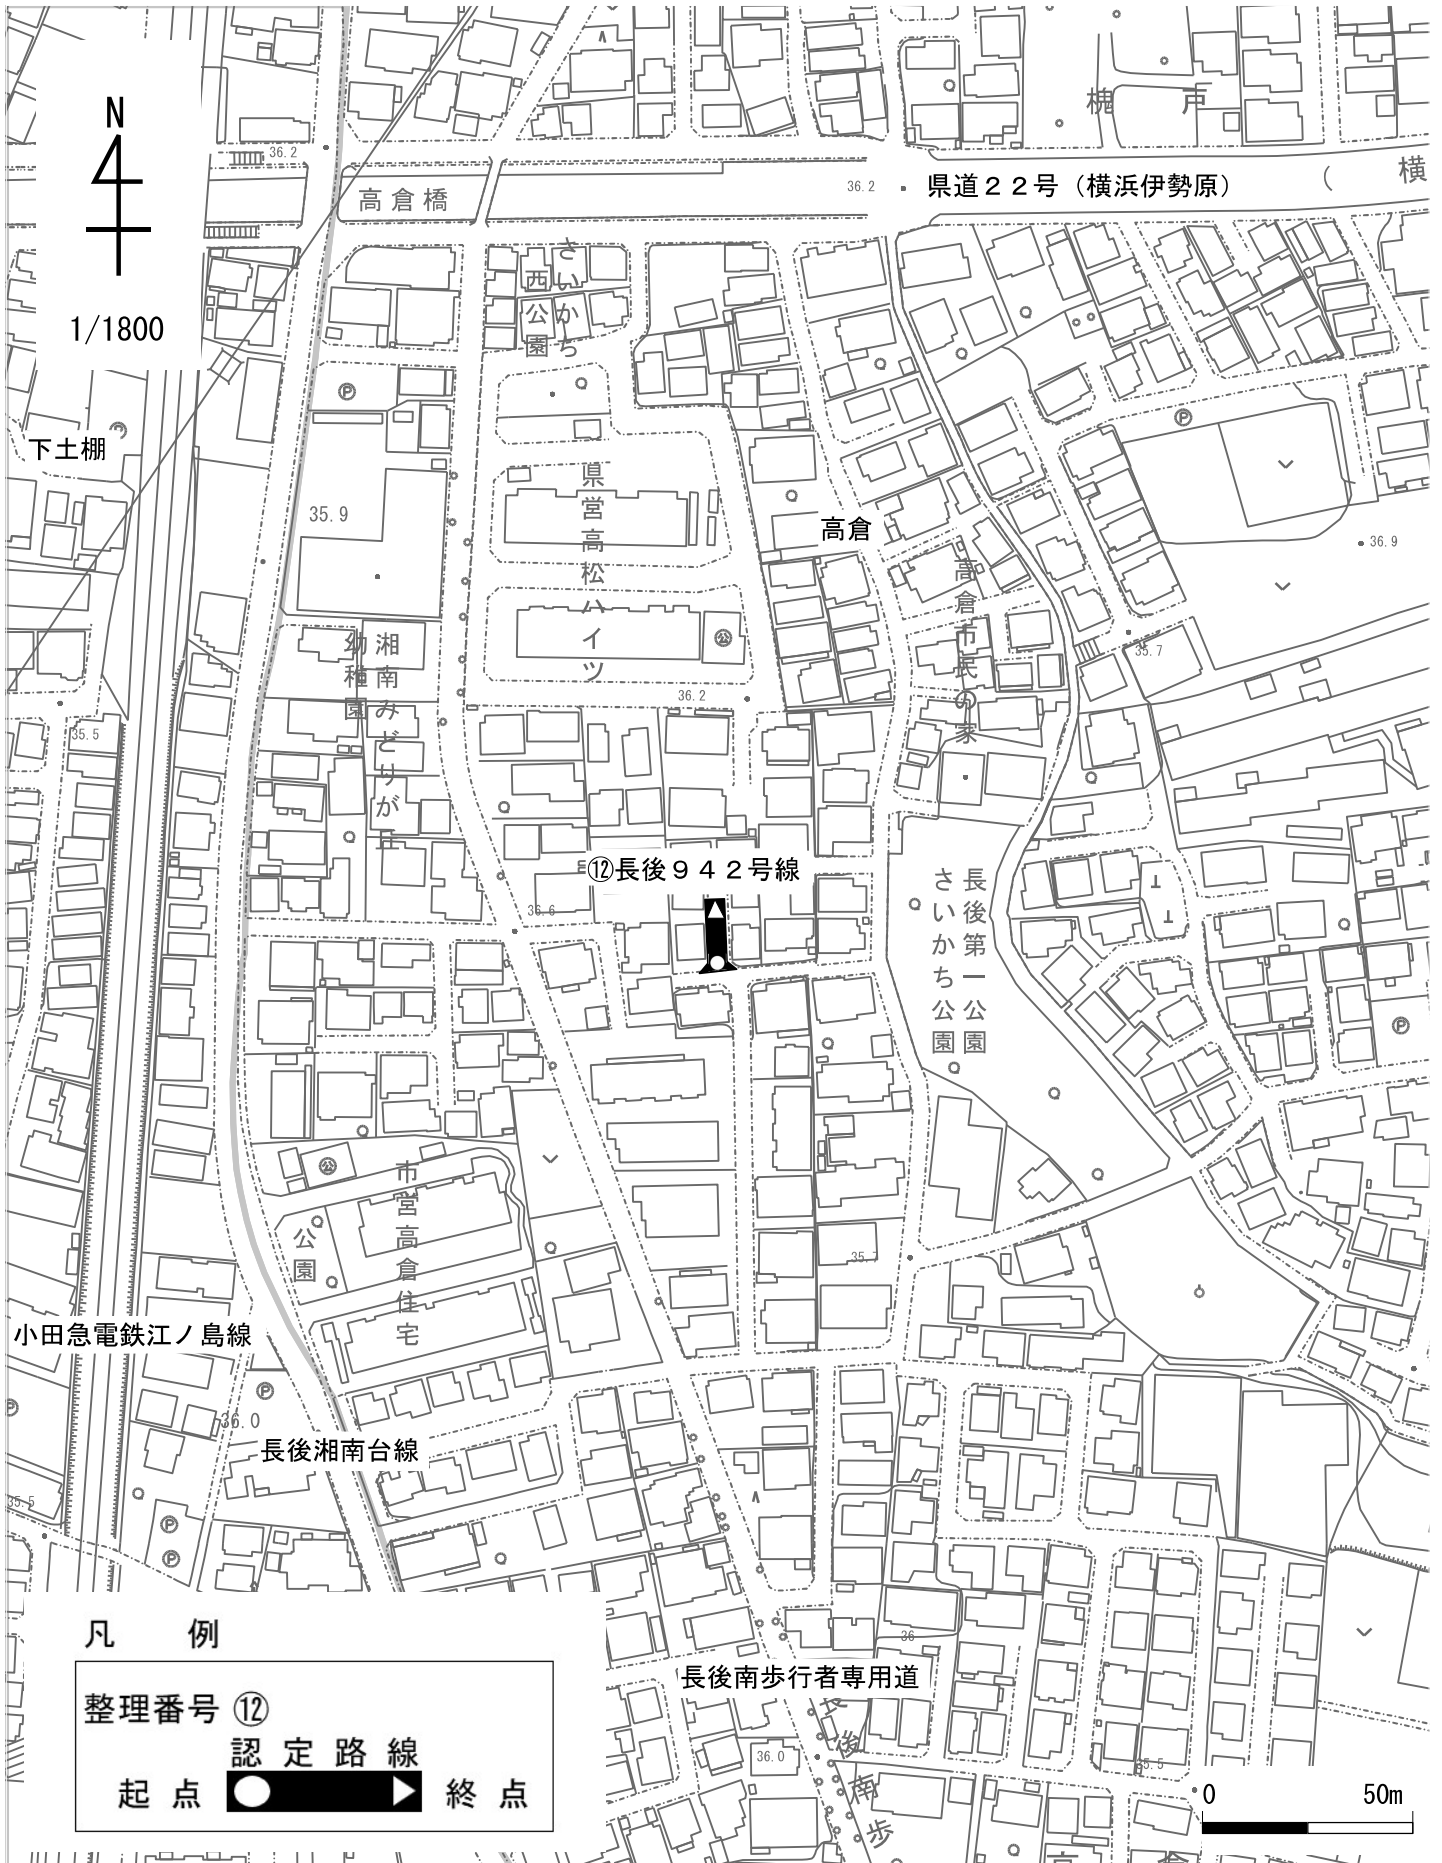 N
1/1800
36.2
高倉橋
36.2
県道２２号（横浜伊勢原）
（
横
戸
さいかち
西公園
下土棚
35.9
県営高松ハイツ
高倉
高倉市民の家
36.9
35.7
公
湘南みどりが丘
幼稚園
36.2
35.5
⑫長後９４２号線
36.6
長後第一公園
さいかち公園
市営高倉住宅
公
公園
35.7
小田急電鉄江ノ島線
36.0
長後湘南台線
35.5
長後南歩行者専用道
36
36.0
35.5
長後南歩
P
P
P
P
P
P
P
凡　例
整理番号 ⑫
認定路線
起点
終点
0
50m